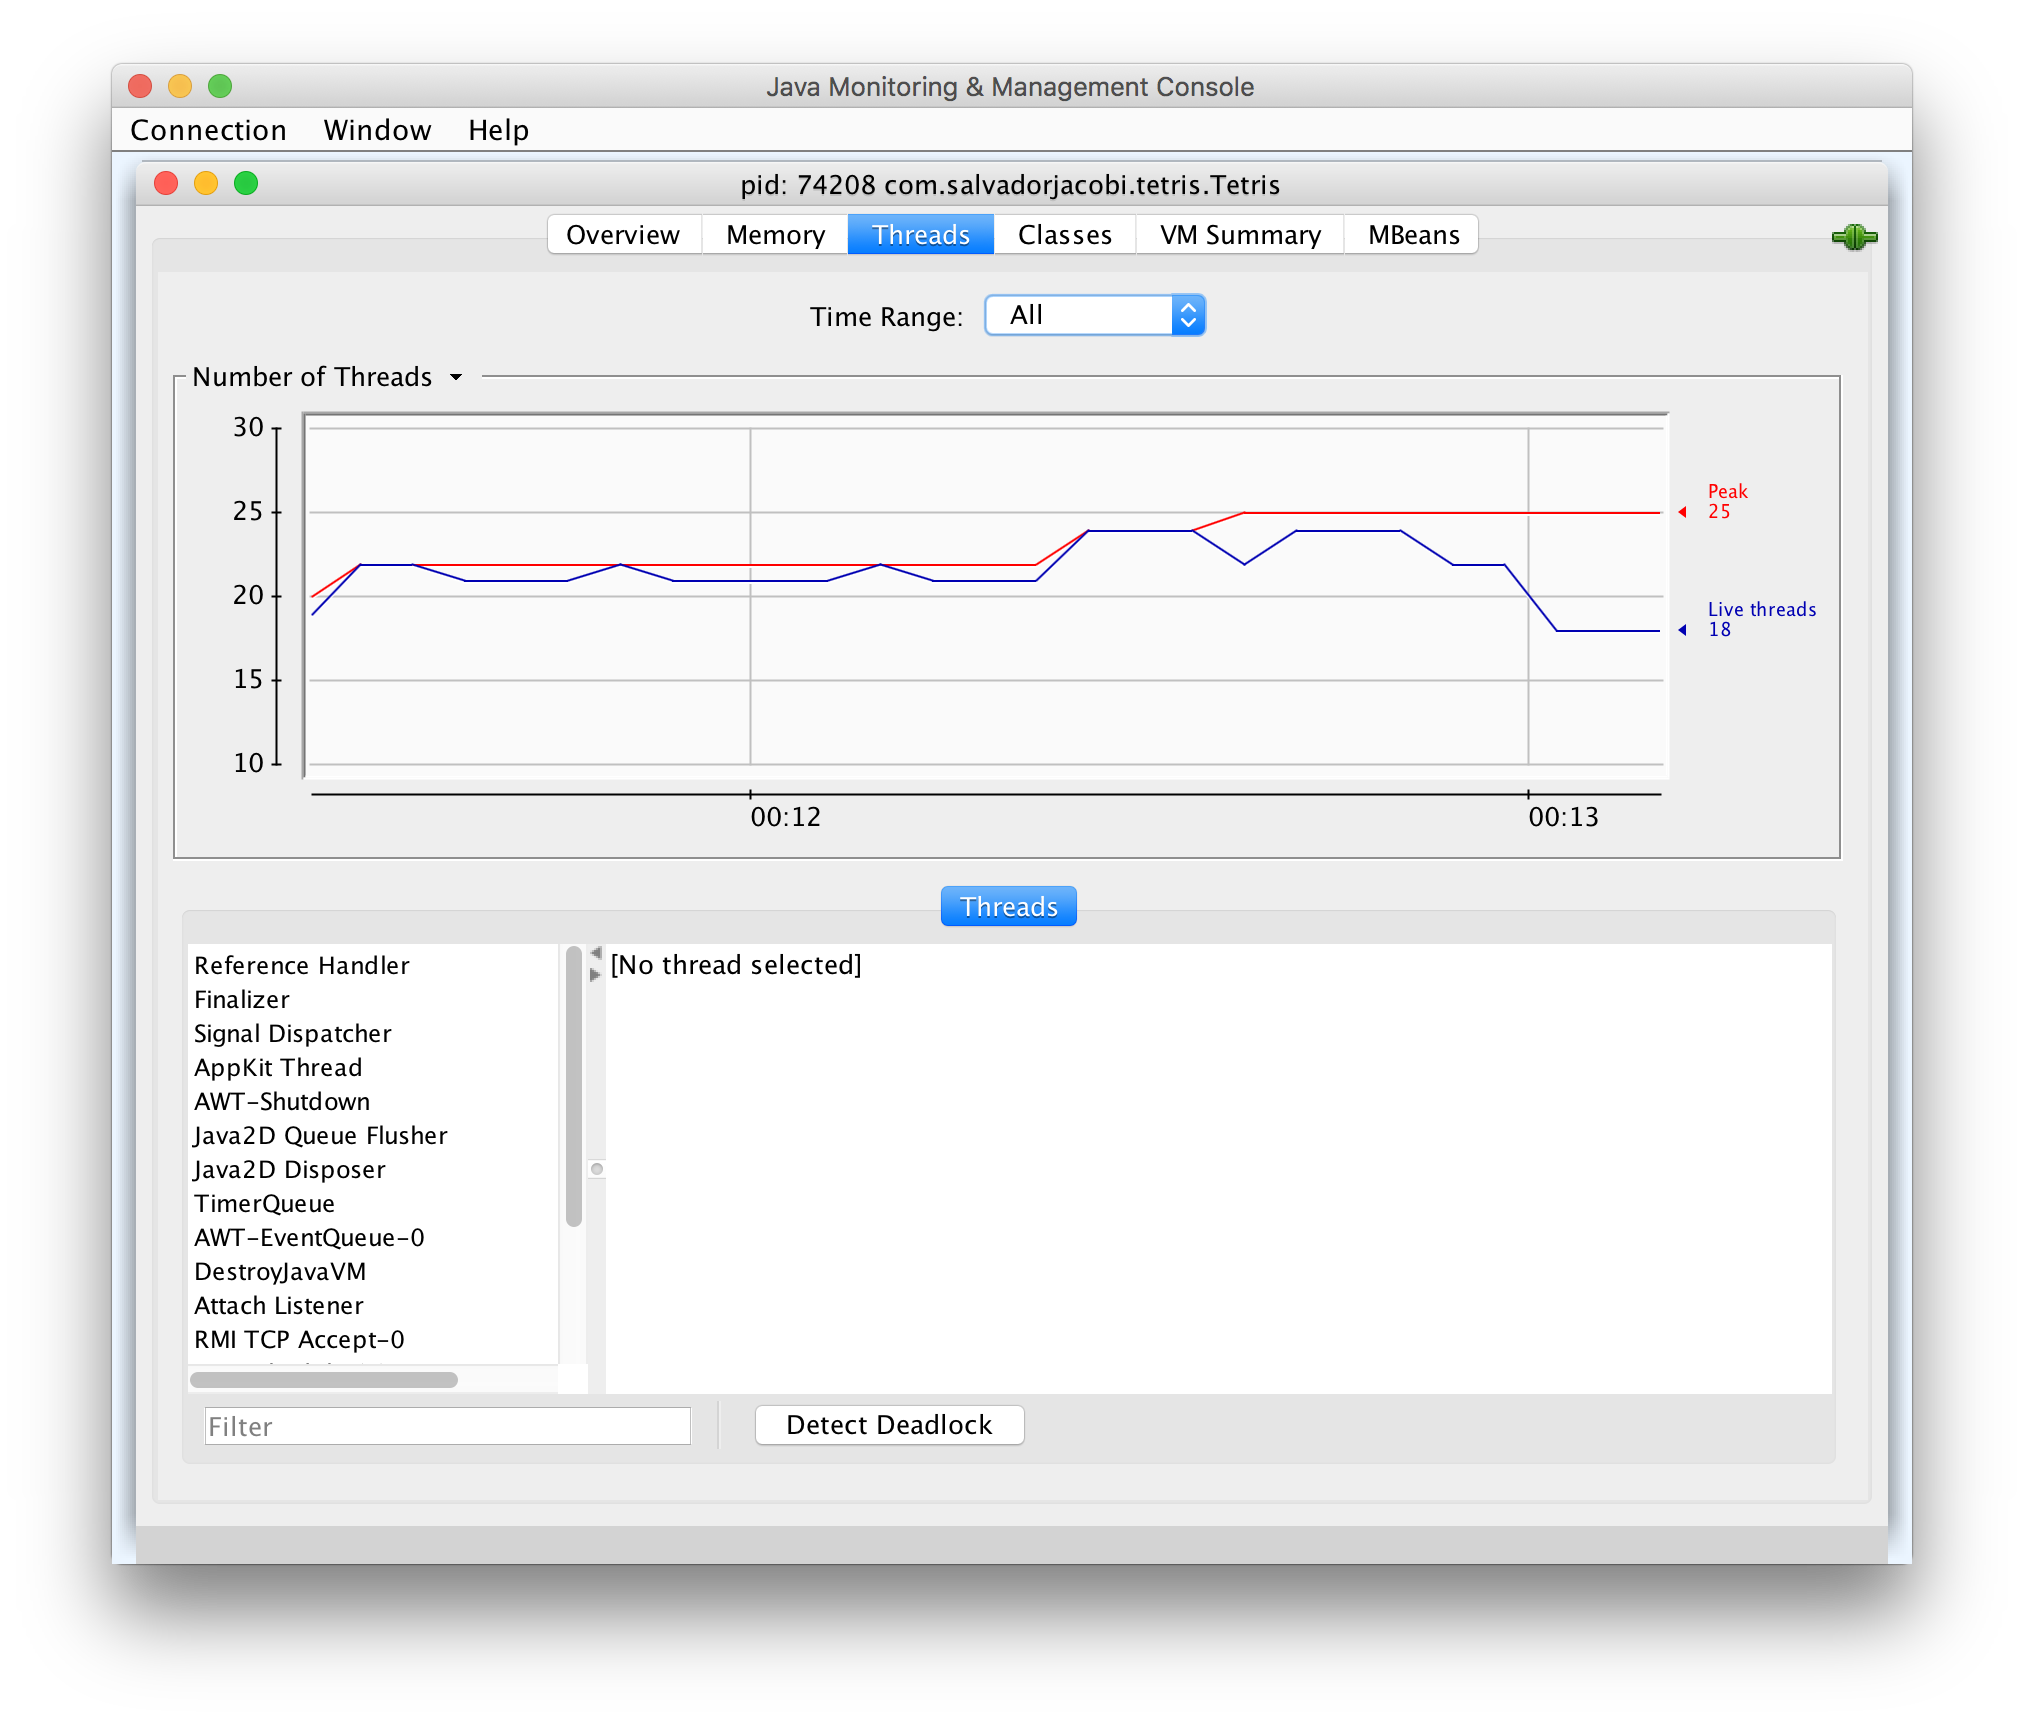 Java Monitoring & Management Console
Connection Window Help
pid: 74208 com.salvadorjacobi.tetris.Tetris
Overview Memory Threads Classes VM Summary MBeans
Time Range: All
Number of Threads
30
25
20
15
10
Peak
25
Live threads
18
00:12 00:13
Threads
Reference Handler
Finalizer
Signal Dispatcher
AppKit Thread
AWT-Shutdown
Java2D Queue Flusher
Java2D Disposer
TimerQueue
AWT-EventQueue-0
DestroyJavaVM
Attach Listener
RMI TCP Accept-0
[No thread selected]
Filter
Detect Deadlock